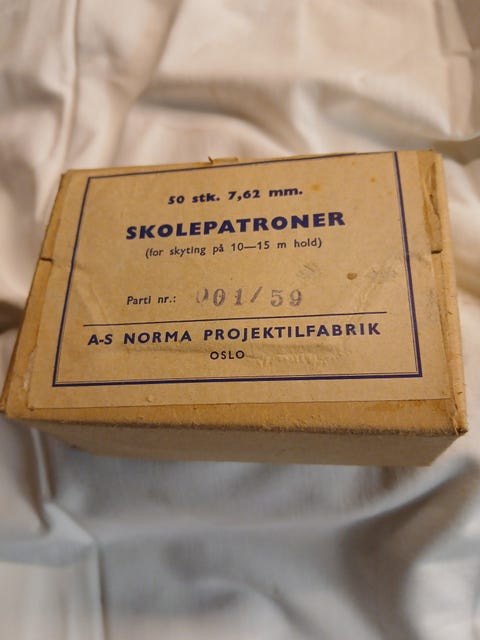 50 stk. 7,62 mm.
SKOLEPATRONER
(for skyting på 10—15 m hold)
Parti nr.: 001/59
A-S NORMA PROJEKTILFABRIK
OSLO